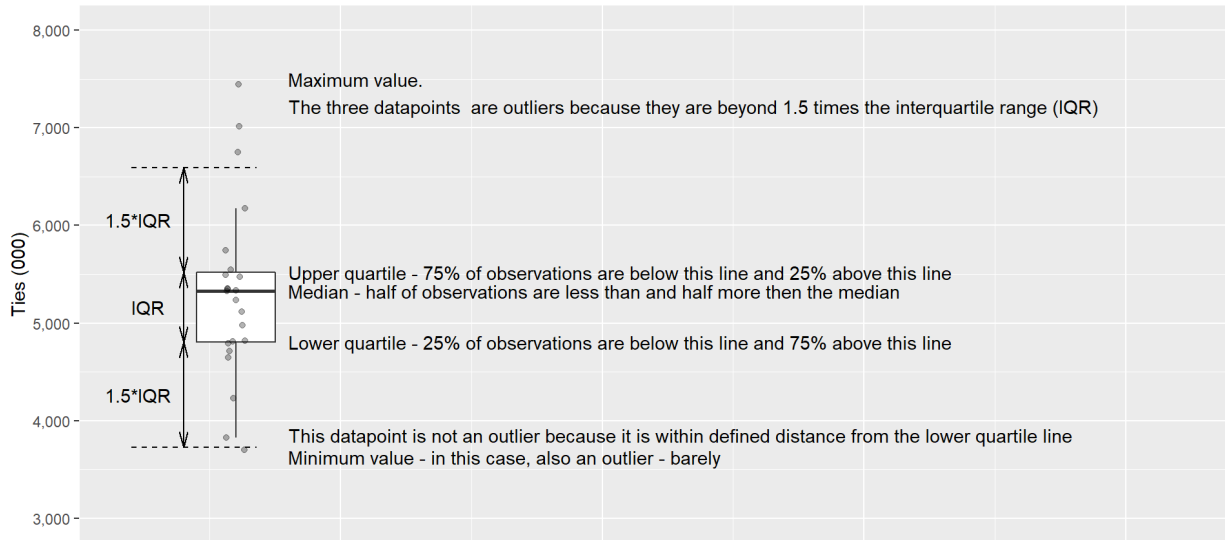 8,000
Maximum value.
The three datapoints  are outliers because they are beyond 1.5 times the interquartile range (IQR)
7,000
1.5*IQR
6,000
Ties (000)
Upper quartile - 75% of observations are below this line and 25% above this line
Median - half of observations are less than and half more then the median
IQR
5,000
Lower quartile - 25% of observations are below this line and 75% above this line
1.5*IQR
4,000
This datapoint is not an outlier because it is within defined distance from the lower quartile line
Minimum value - in this case, also an outlier - barely
3,000